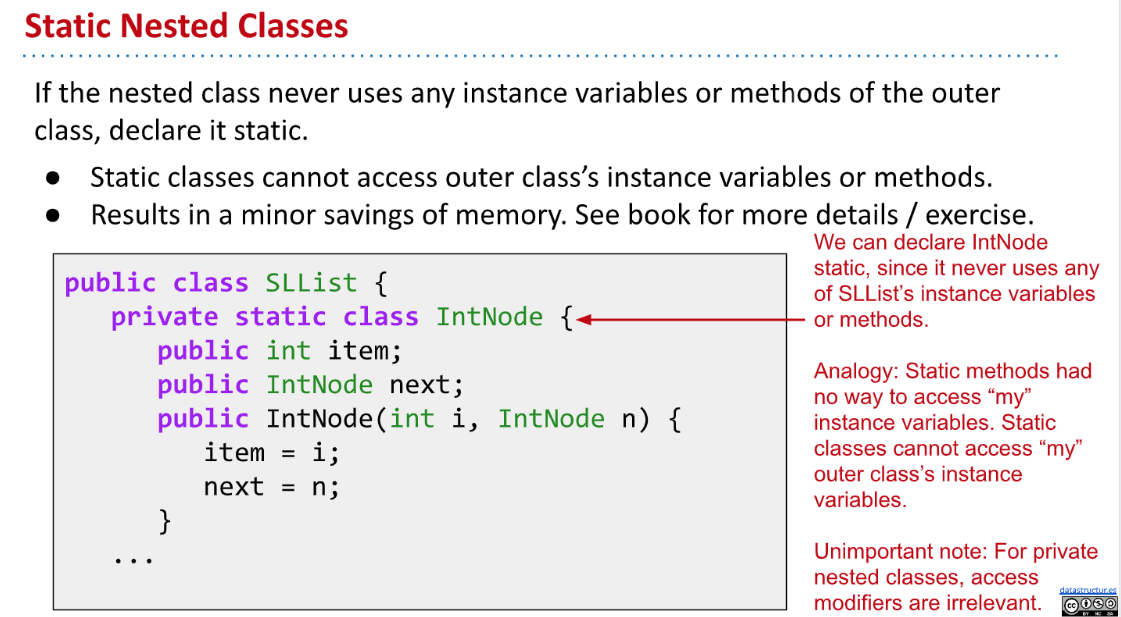 Static Nested Classes
If the nested class never uses any instance variables or methods of the outer
class, declare it static.
● Static classes cannot access outer class’s instance variables or methods.
● Results in a minor savings of memory. See book for more details / exercise.
public class SLList {
private static class IntNode {
public int item;
public IntNode next;
public IntNode(int i, IntNode n) {
item = i;
next = n;
}
...
We can declare IntNode
static, since it never uses any
of SLList’s instance variables
or methods.
Analogy: Static methods had
no way to access “my”
instance variables. Static
classes cannot access “my”
outer class’s instance
variables.
Unimportant note: For private
nested classes, access
modifiers are irrelevant.
datastructur.es
cc
BY NC SA